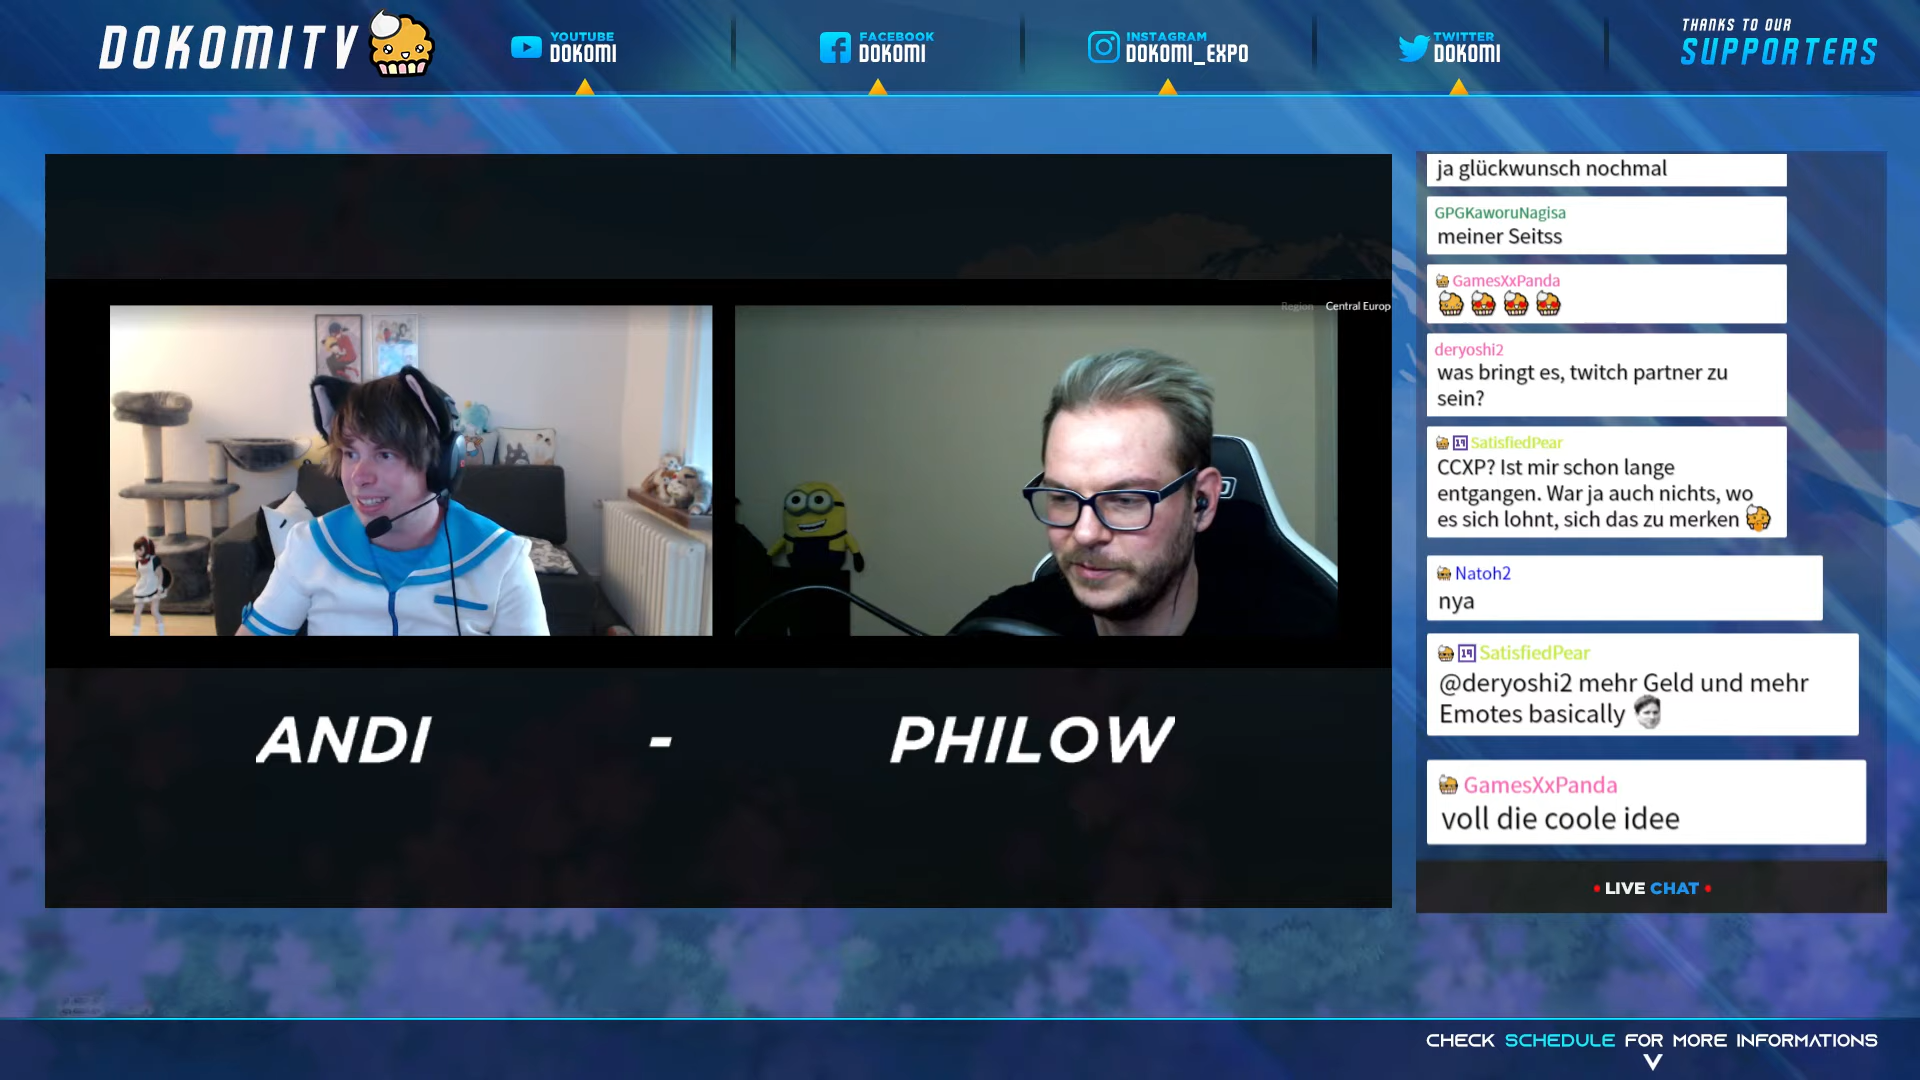 DOKOMITV
YOUTUBE
DOKOMI
FACEBOOK
DOKOMI
INSTAGRAM
DOKOMI_EXPO
TWITTER
DOKOMI
THANKS TO OUR
SUPPORTERS
Region Central Europ
ANDI - PHILOW
ja glückwunsch nochmal
GPGKaworuNagisa
meiner Seitss
GamesXxPanda
deryoshi2
was bringt es, twitch partner zu
sein?
SatisfiedPear
CCXP? Ist mir schon lange
entgangen. War ja auch nichts, wo
es sich lohnt, sich das zu merken
Natoh2
nya
SatisfiedPear
@deryoshi2 mehr Geld und mehr
Emotes basically
GamesXxPanda
voll die coole idee
• LIVE CHAT •
CHECK SCHEDULE FOR MORE INFORMATIONS